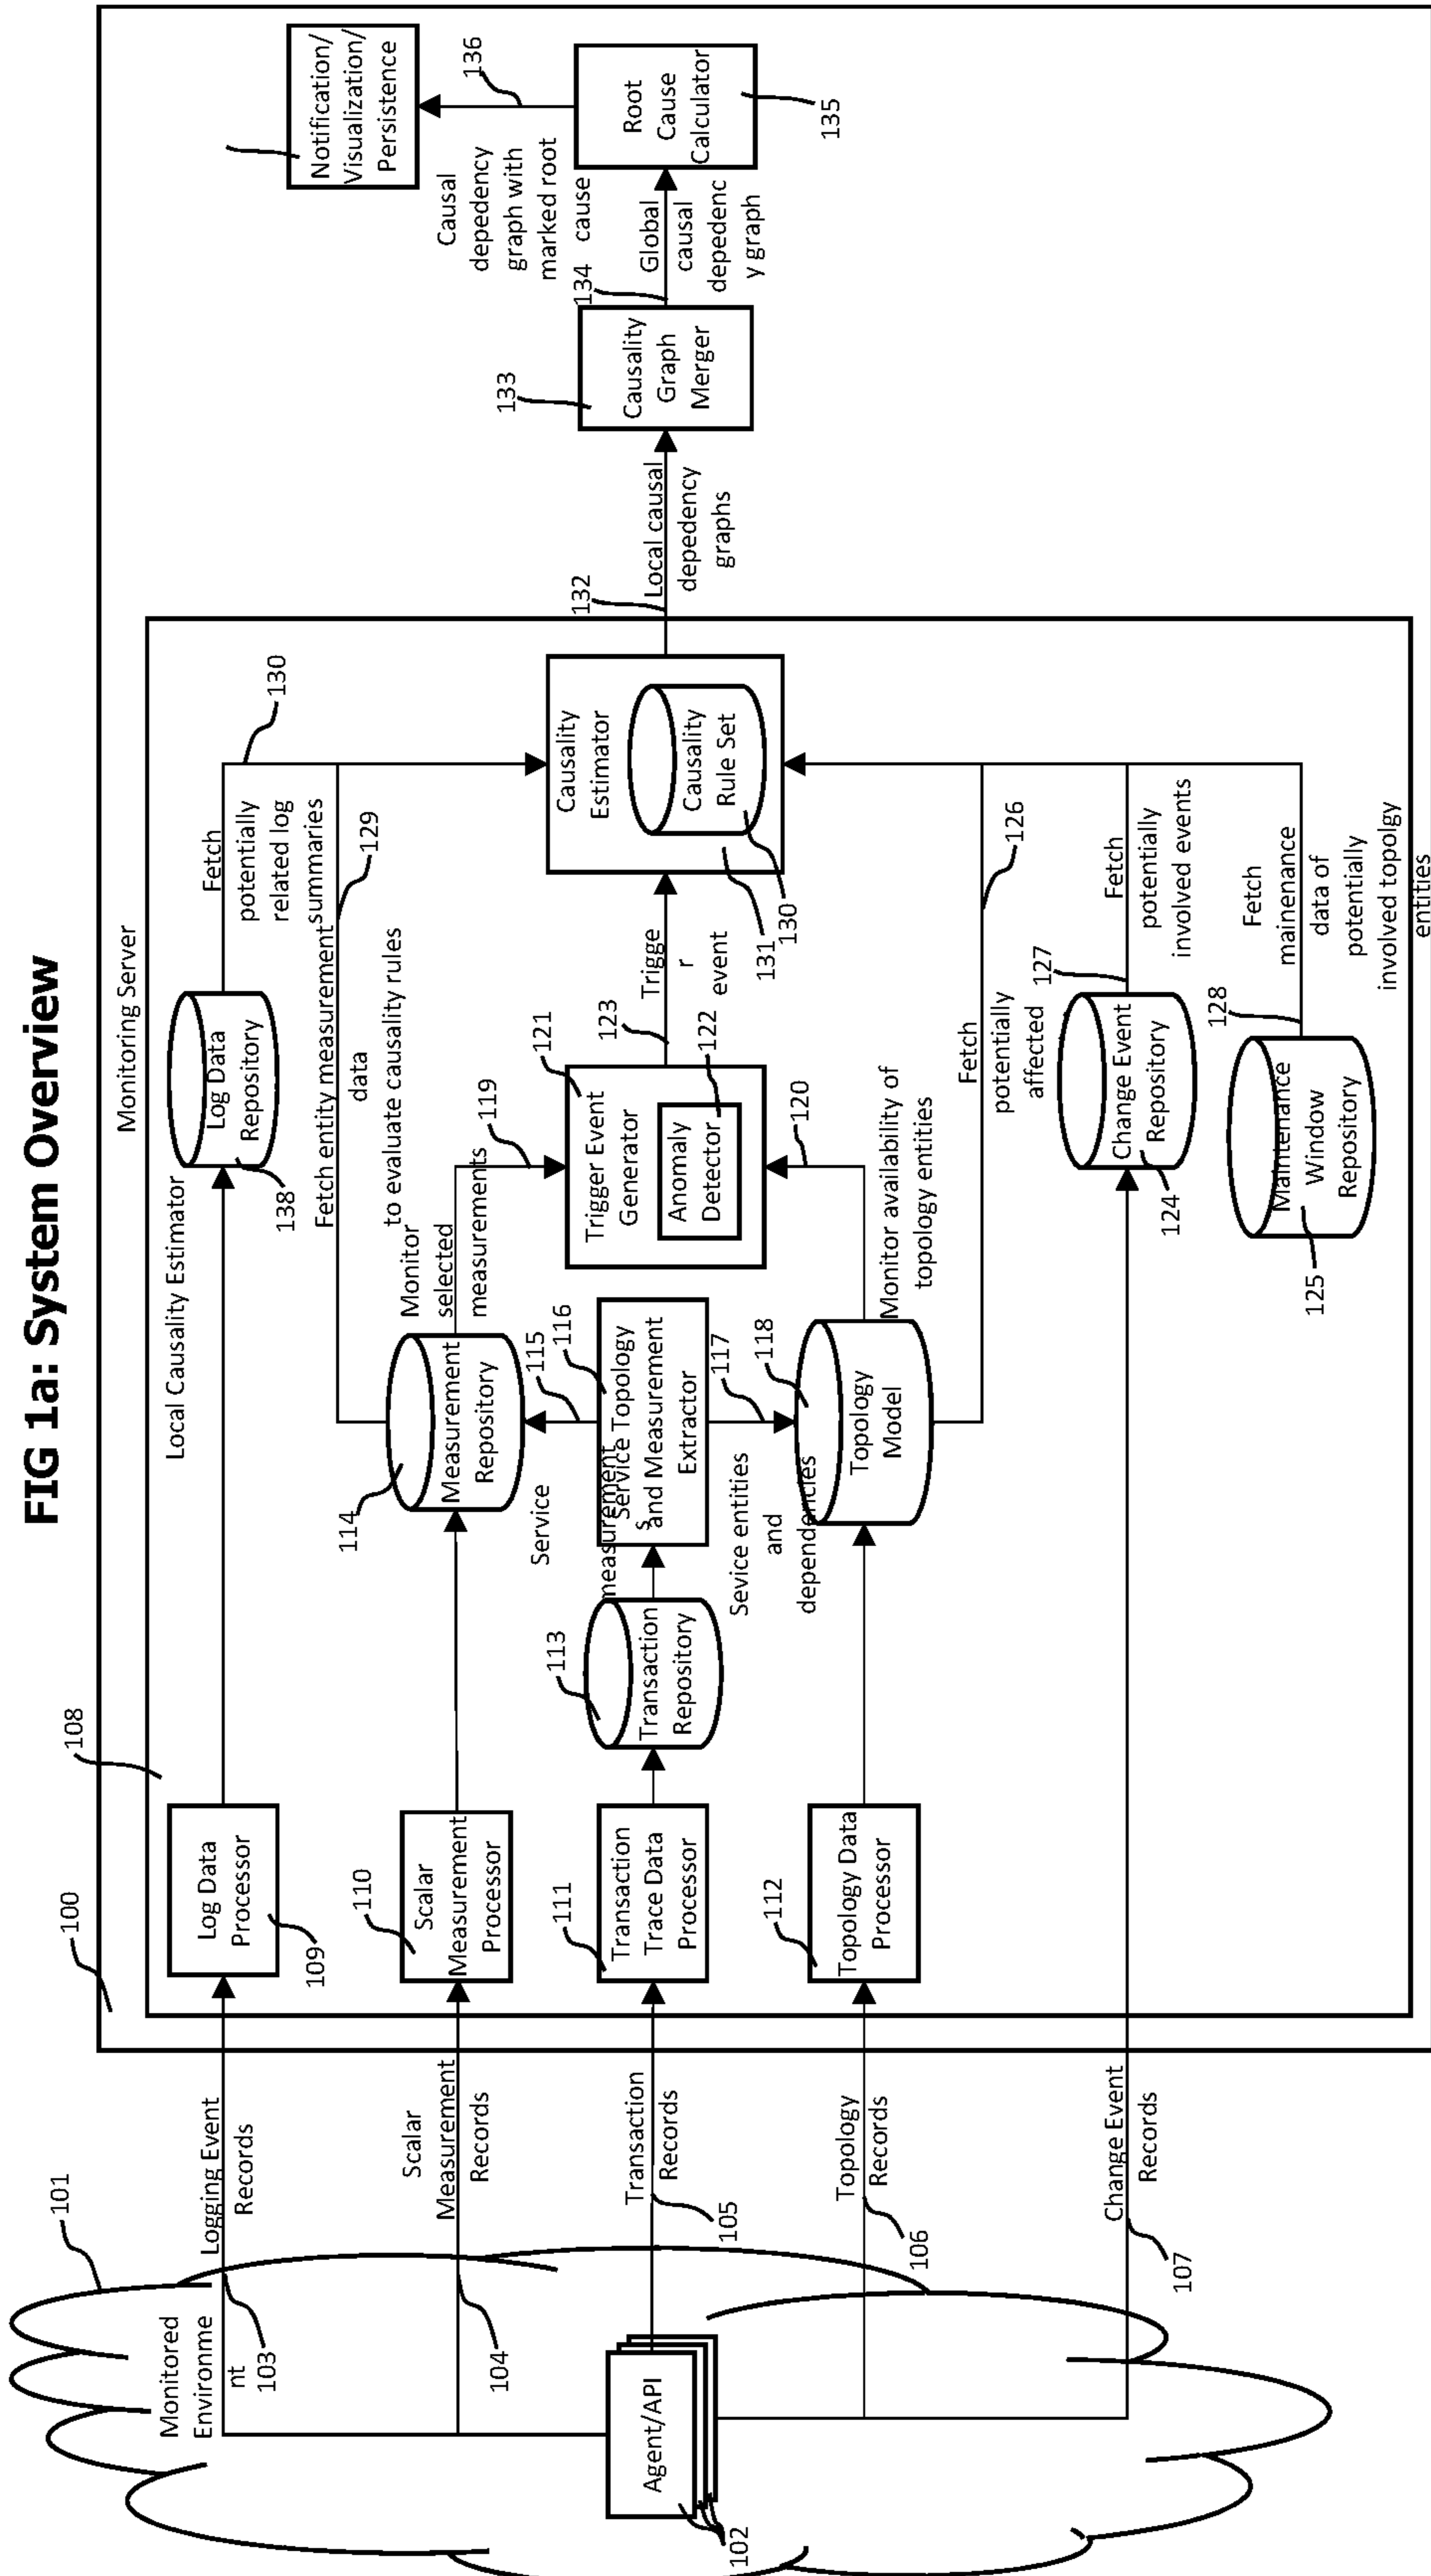 FIG 1a: System Overview
Monitoring Server
100
108
Local Causality Estimator
101
Monitored
Environme
nt
Agent/API
102
Logging Event
Records
103
Scalar
Measurement
Records
104
Transaction
Records
105
Topology
Records
106
Change Event
Records
107
Log Data
Processor
109
110
Scalar
Measurement
Processor
111
Transaction
Trace Data
Processor
112
Topology Data
Processor
113
Transaction
Repository
114
Measurement
Repository
Service
measurement
s
115
116
Service Topology
and Measurement
Extractor
117
Sevice entities
and
dependencies
118
Topology
Model
Log Data
Repository
138
Fetch entity measurement
data
to evaluate causality rules
129
Monitor
selected
measurements
119
121
Trigger Event
Generator
Anomaly
Detector
122
120
Monitor availability of
topology entities
123
Trigge
r
event
Change Event
Repository
124
Maintenance
Window
Repository
125
Fetch
potentially
related log
summaries
130
Fetch
potentially
affected
126
127
Fetch
potentially
involved events
128
Fetch
mainenance
data of
potentially
involved topolgy
entities
Causality
Estimator
Causality
Rule Set
131
130
132
Local causal
depedency
graphs
133
Causality
Graph
Merger
134
Global
causal
depedenc
y graph
Root
Cause
Calculator
135
Causal
depedency
graph with
marked root
cause
136
Notification/
Visualization/
Persistence